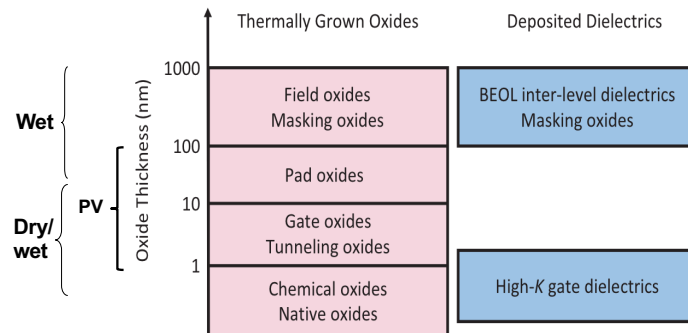 Thermally Grown Oxides
Deposited Dielectrics
Oxide Thickness (nm)
1000
100
10
1
Wet
Dry/
wet
PV
Field oxides
Masking oxides
Pad oxides
Gate oxides
Tunneling oxides
Chemical oxides
Native oxides
BEOL inter-level dielectrics
Masking oxides
High-K gate dielectrics